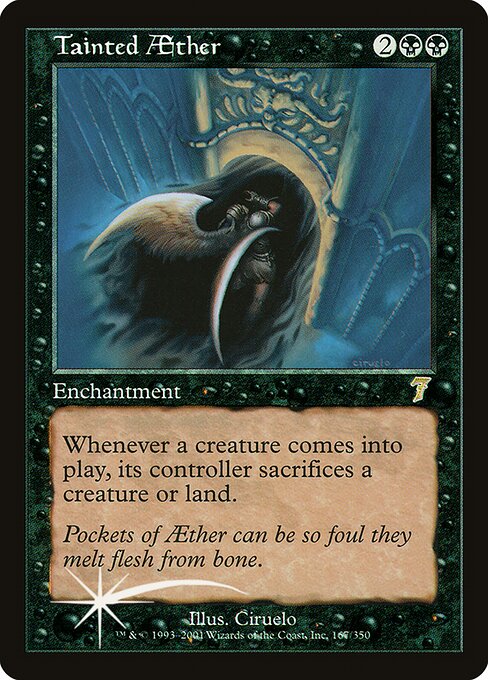 Tainted Æther 2
ciruelo
Enchantment 7
Whenever a creature comes into
play, its controller sacrifices a
creature or land.
Pockets of Æther can be so foul they
melt flesh from bone.
Illus. Ciruelo
™ & © 1993–2001 Wizards of the Coast, Inc. 167/350